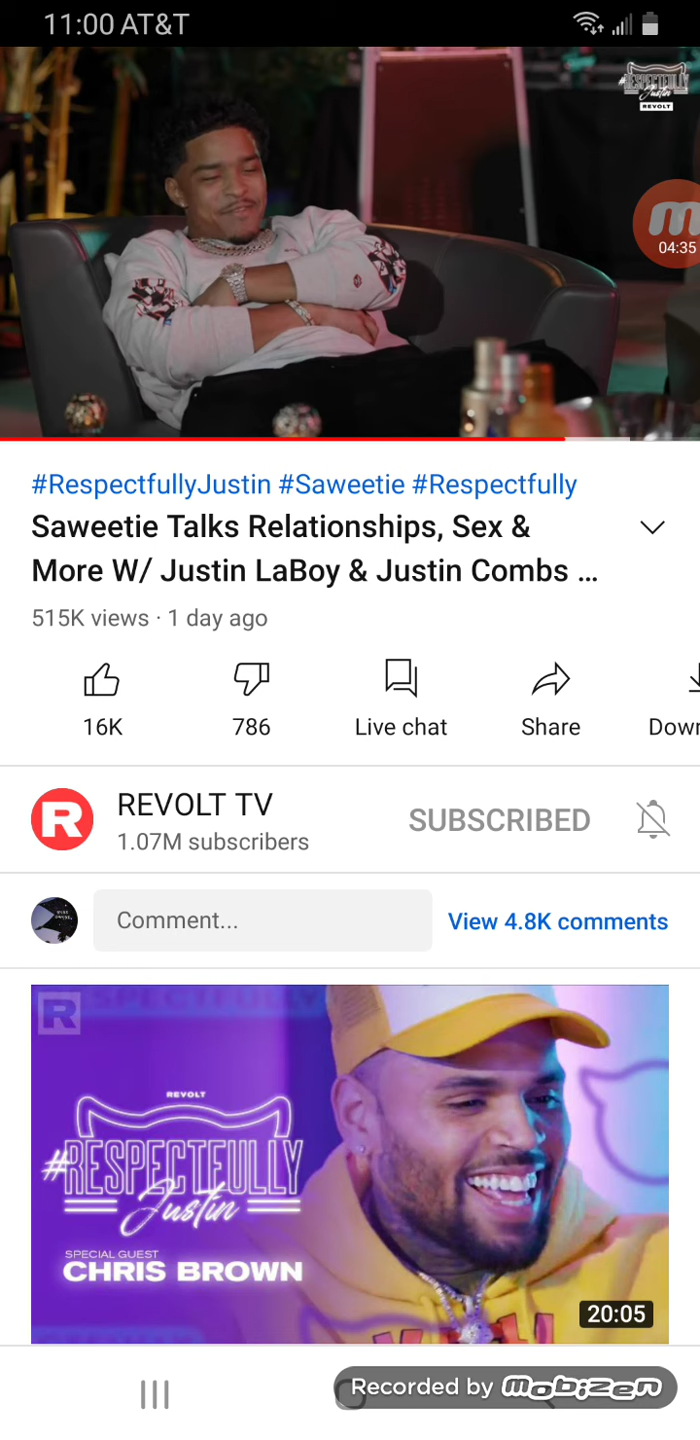 11:00 AT&T
#RESPECTFULLY
Justin
REVOLT
m
04:35
#RespectfullyJustin #Saweetie #Respectfully
Saweetie Talks Relationships, Sex &
More W/ Justin LaBoy & Justin Combs ...
515K views · 1 day ago
16K
786
Live chat
Share
Down
R
REVOLT TV
1.07M subscribers
SUBSCRIBED
Comment...
View 4.8K comments
R
REVOLT
#RESPECTFULLY
Justin
SPECIAL GUEST
CHRIS BROWN
20:05
Recorded by mobizen